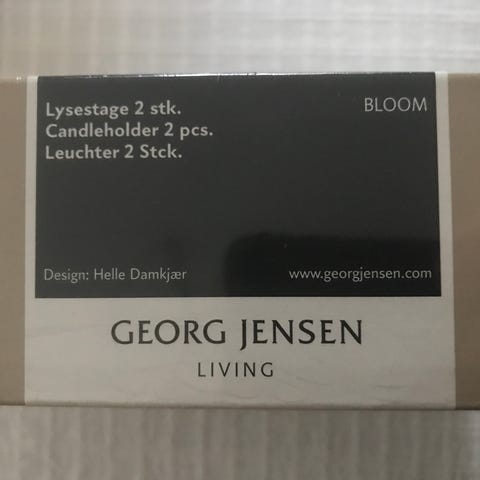 Lysestage 2 stk.
BLOOM
Candleholder 2 pcs.
Leuchter 2 Stck.
Design: Helle Damkjær
www.georgjensen.com
GEORG JENSEN
LIVING